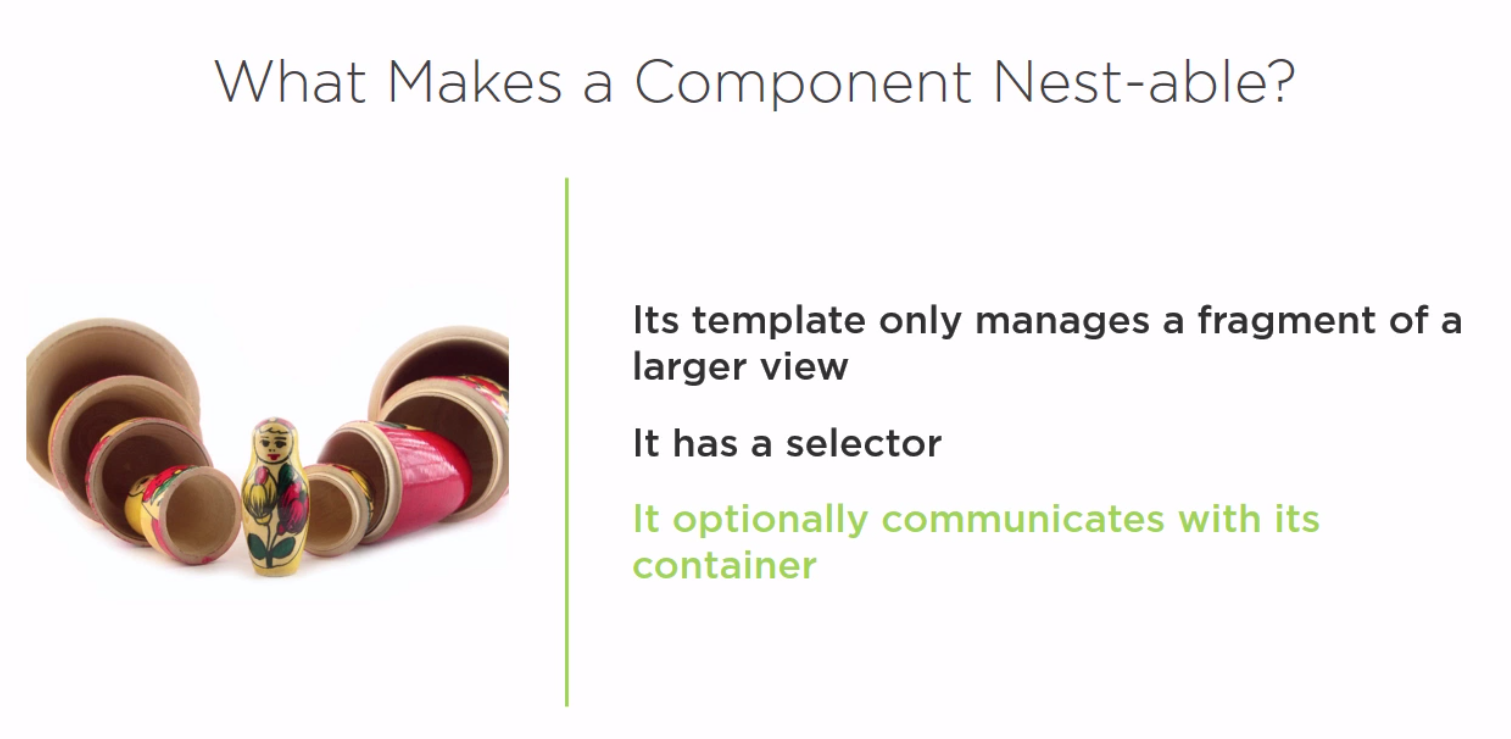 What Makes a Component Nest-able?
Its template only manages a fragment of a
larger view
It has a selector
It optionally communicates with its
container